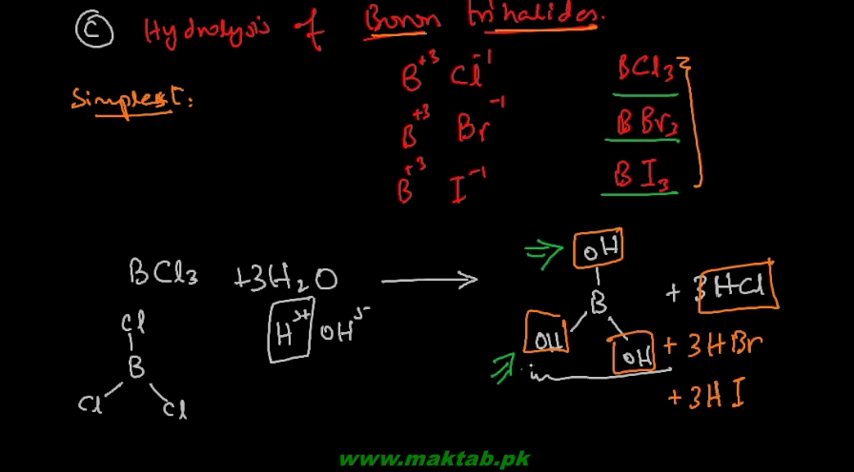 (C) Hydrolysis of Boron trihalides.
Simplest:
B⁺³ Cl⁻¹ BCl₃
B⁺³ Br⁻¹ BBr₃
B⁺³ I⁻¹ BI₃
BCl₃ + 3H₂O ⟶
H^δ+ OH^δ-
Cl
B
Cl Cl
⇒ OH
B
OH OH
+ 3HCl
+ 3HBr
+ 3HI
www.maktab.pk